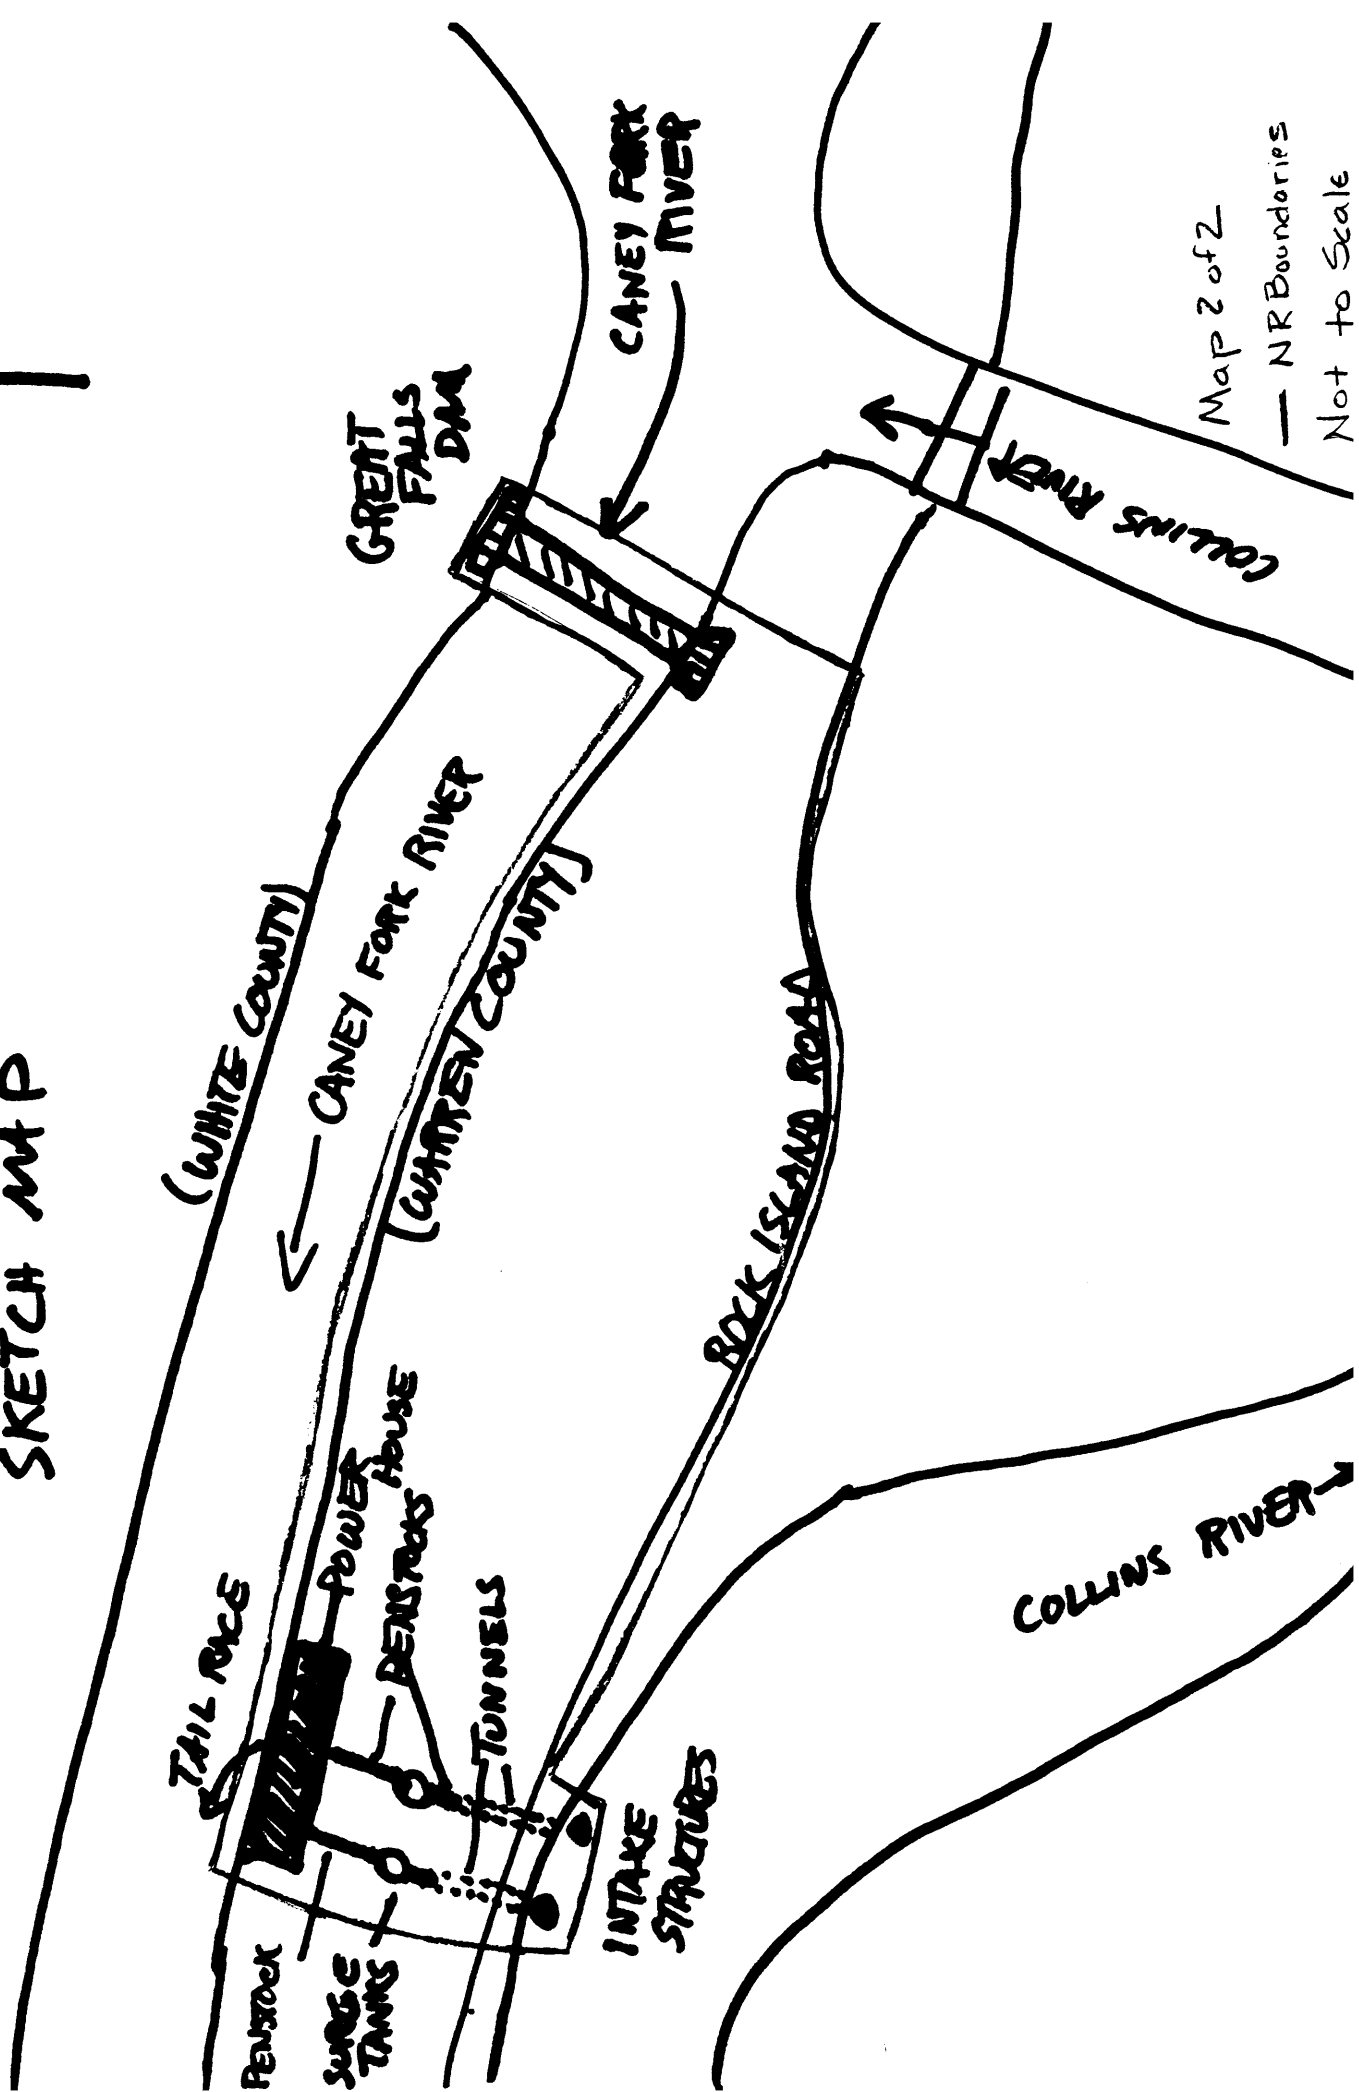 SKETCH MAP
(WHITE COUNTY)
TAIL RACE
CANEY FORK RIVER
GREAT
FALLS
DAM
CANEY FORK
RIVER
(WARREN COUNTY)
POWER
HOUSE
PENSTOCKS
TUNNELS
PENSTOCK
SURGE
TANKS
INTAKE
STRUCTURES
ROCK ISLAND ROAD
COLLINS RIVER
COLLINS RIVER
Map 2 of 2
— NR Boundaries
Not to Scale